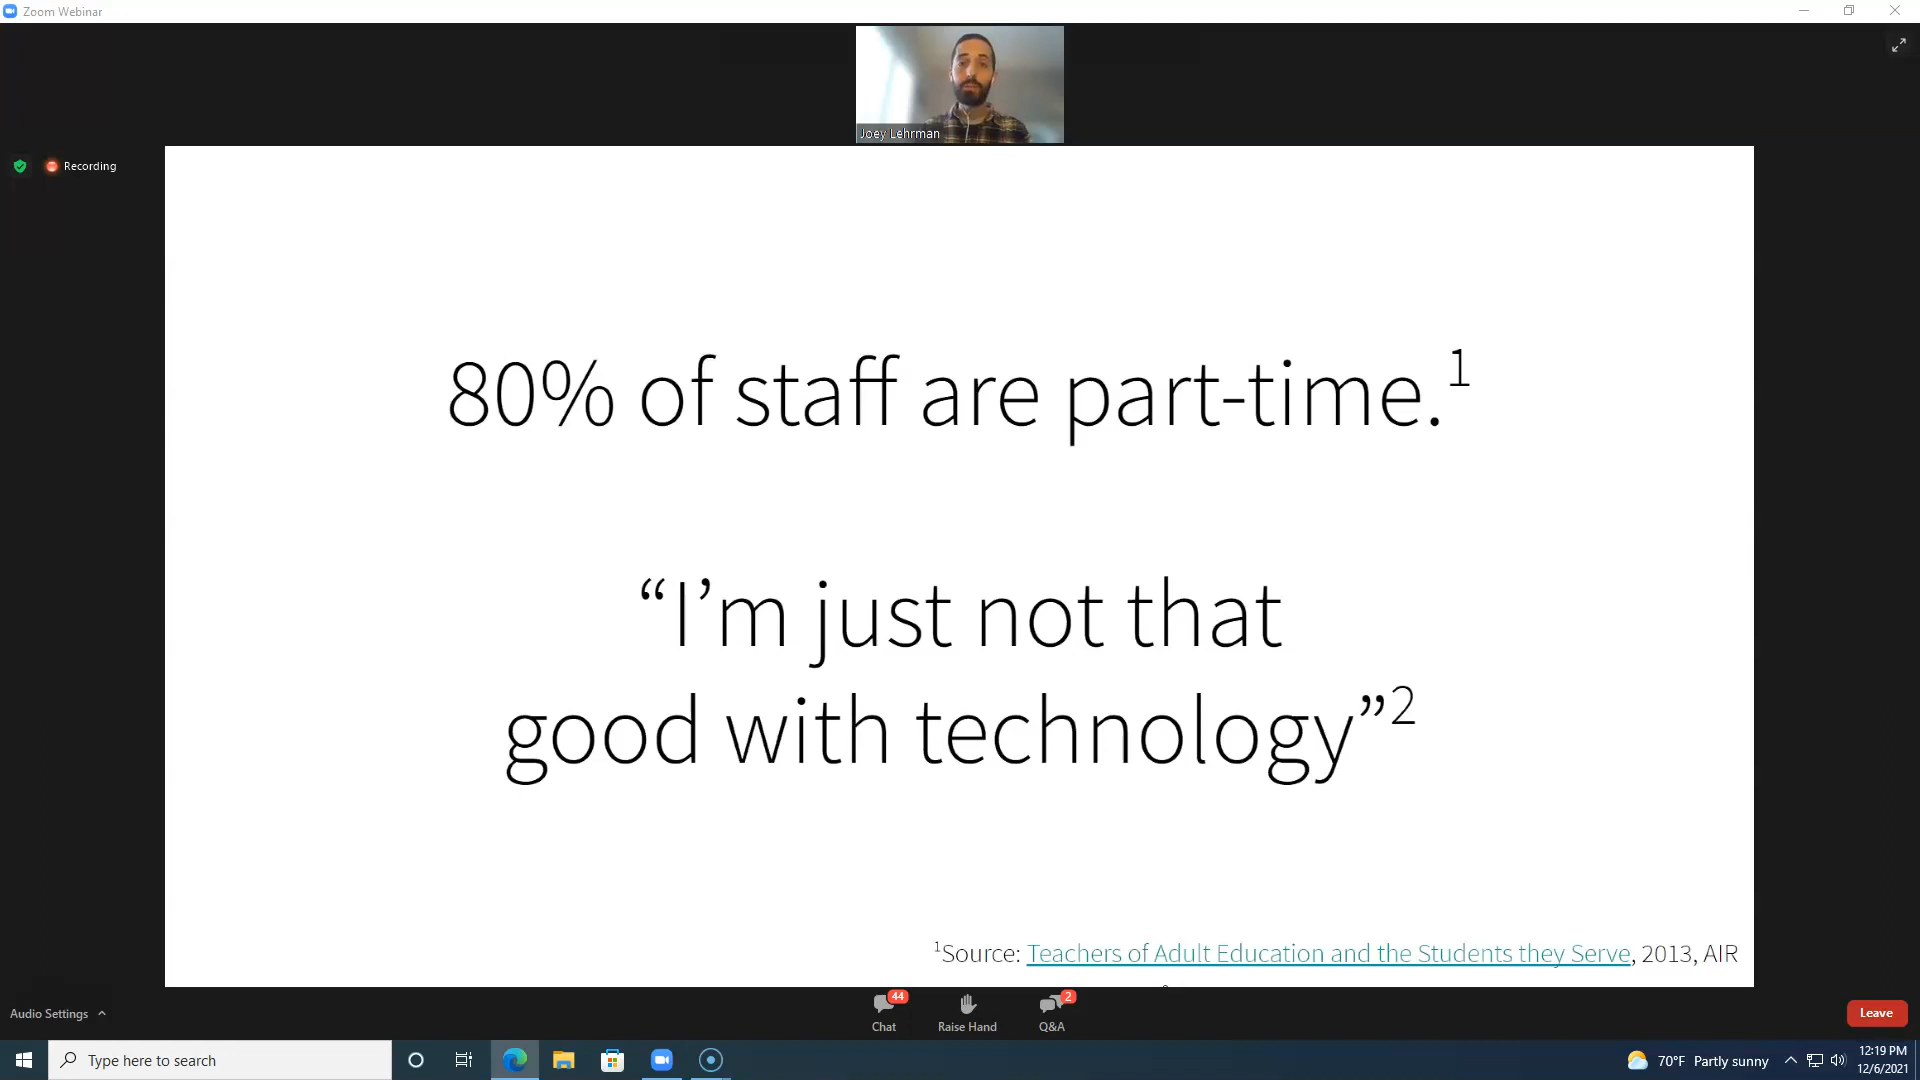 Zoom Webinar
Joey Lehrman
Recording
80% of staff are part-time.¹
“I’m just not that
good with technology”²
¹Source: Teachers of Adult Education and the Students they Serve, 2013, AIR
Audio Settings
44
Chat
Raise Hand
2
Q&A
Leave
Type here to search
70°F Partly sunny
12:19 PM
12/6/2021